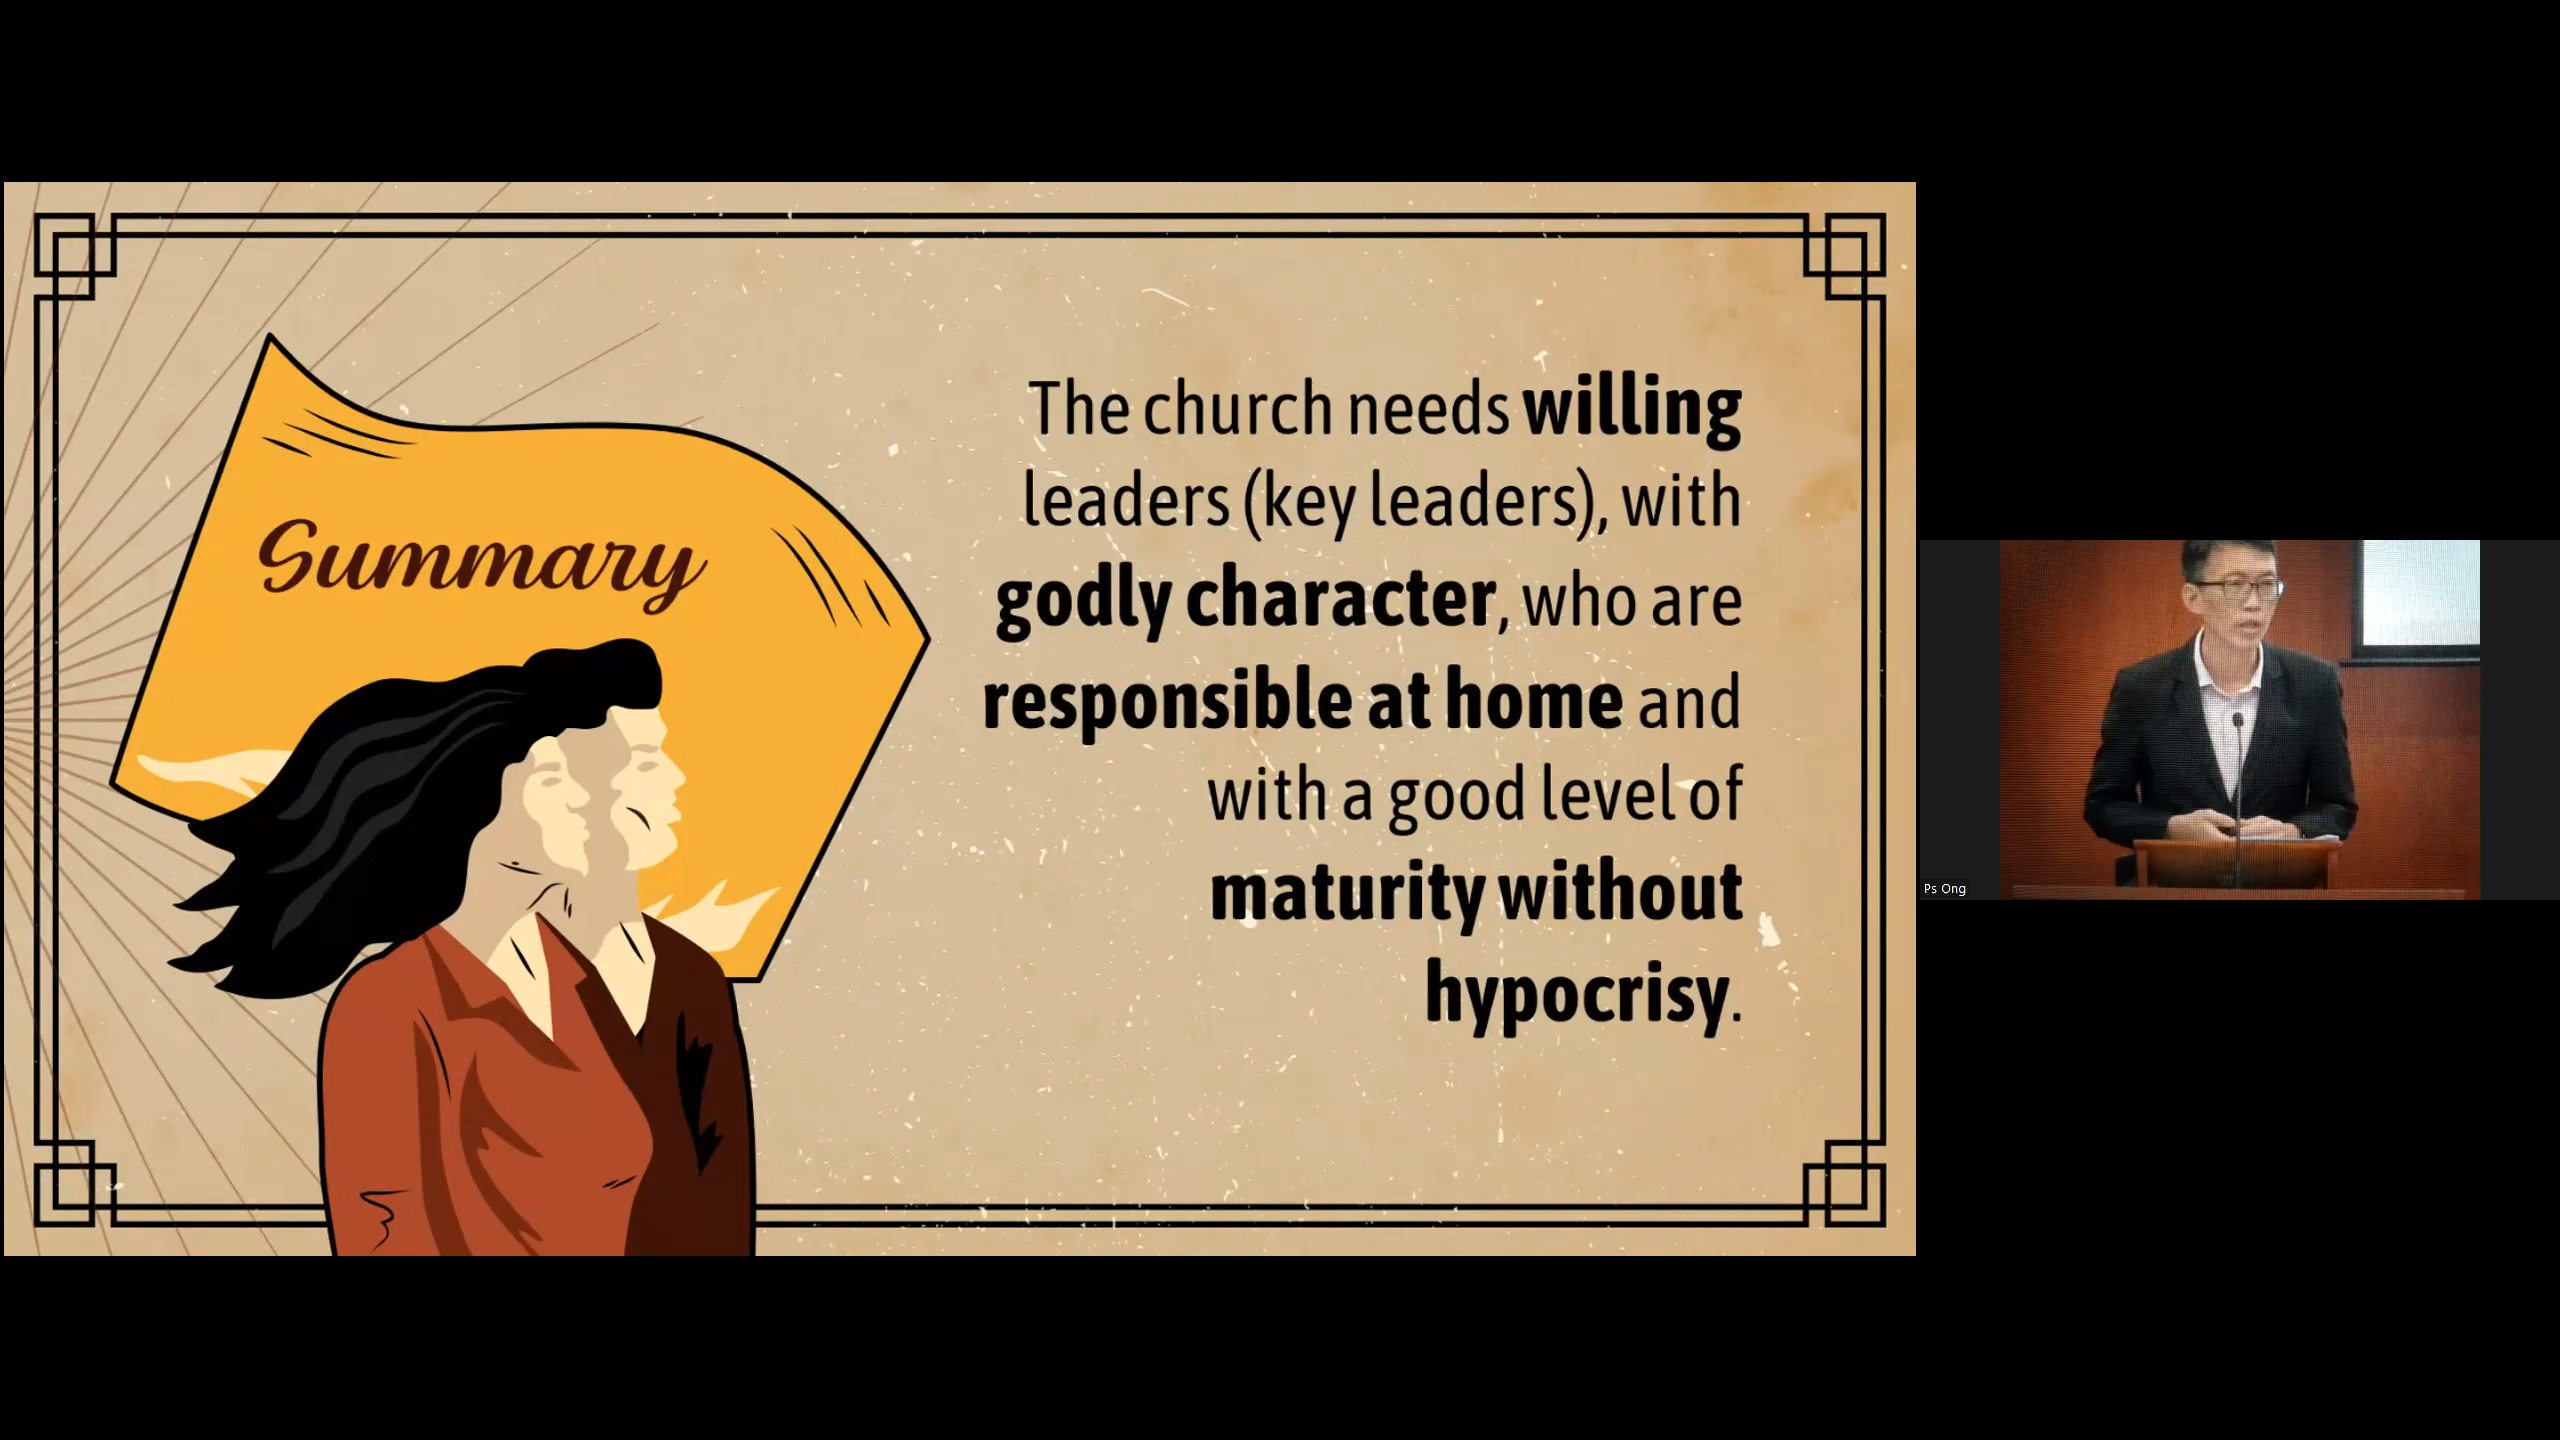 Summary
The church needs willing
leaders (key leaders), with
godly character, who are
responsible at home and
with a good level of
maturity without
hypocrisy.
Ps Ong